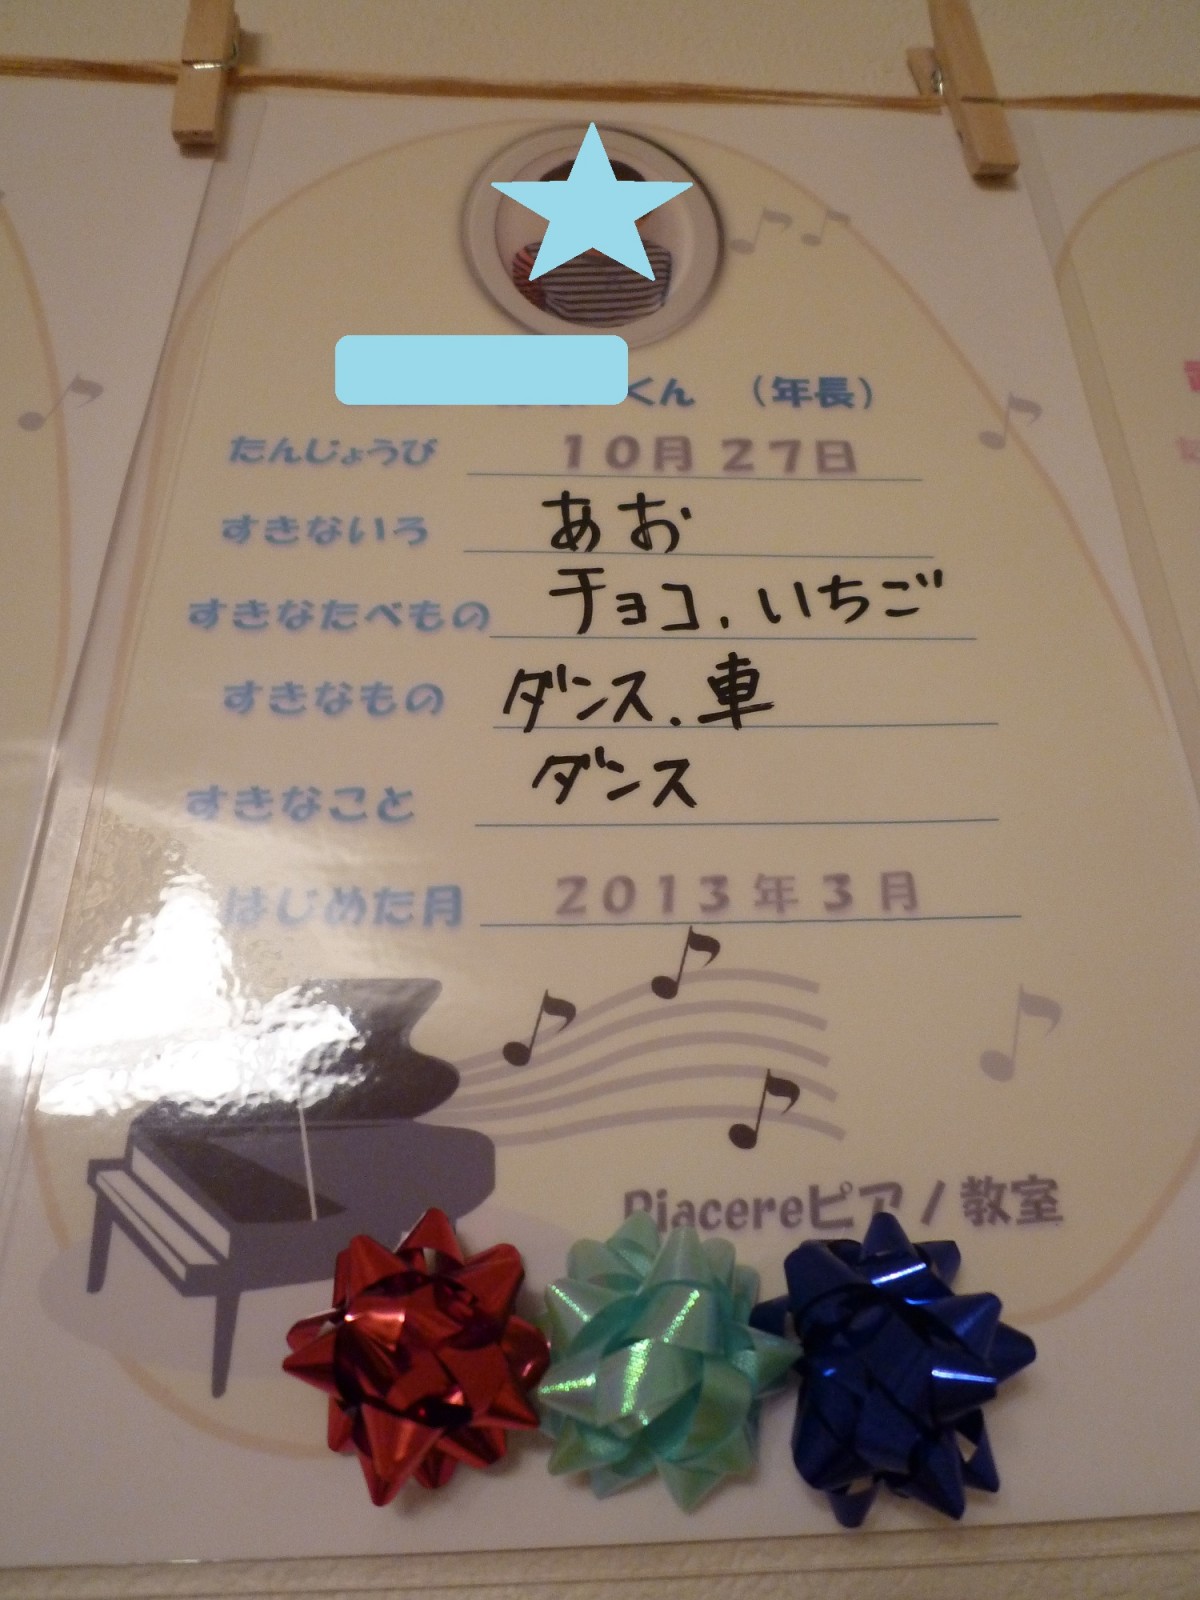 くん （年長）
たんじょうび 10月27日
すきないろ あお
すきなたべもの チョコ．いちご
すきなもの ダンス．車
すきなこと ダンス
はじめた月 2013年3月
Piacereピアノ教室